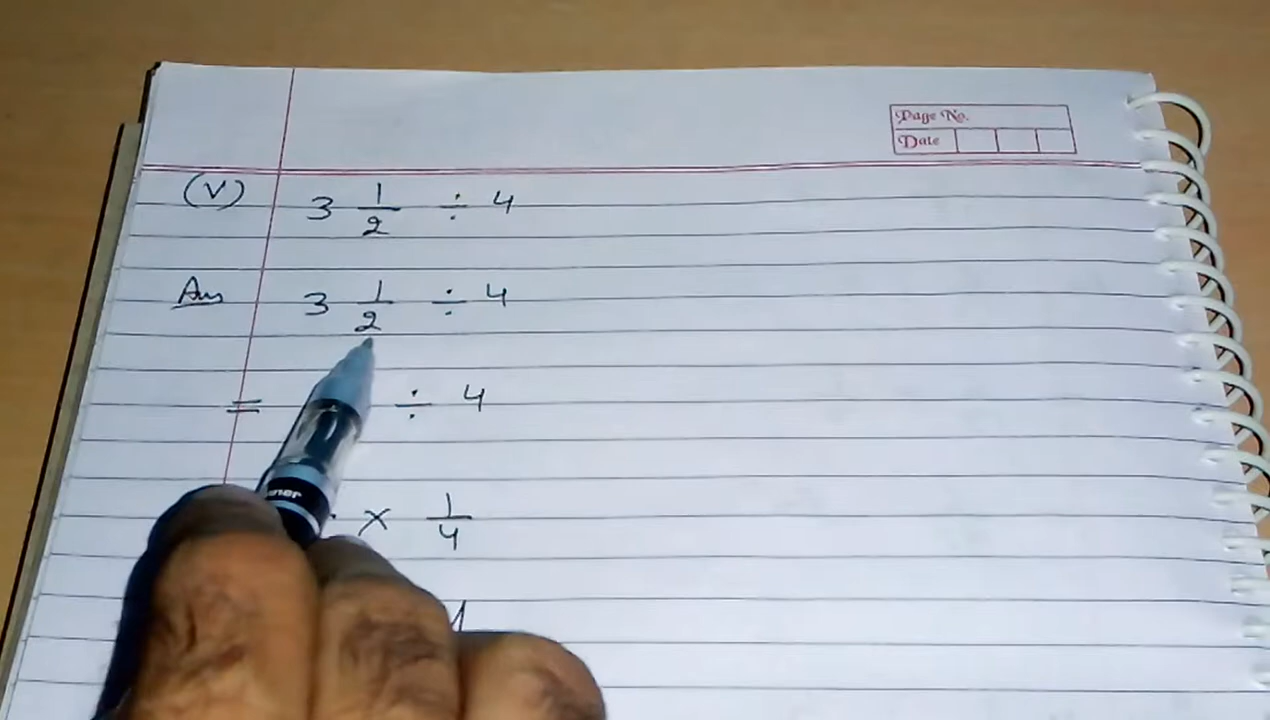 Page No.
Date
(V) 3 1/2 ÷ 4
Ans 3 1/2 ÷ 4
= ÷ 4
× 1/4